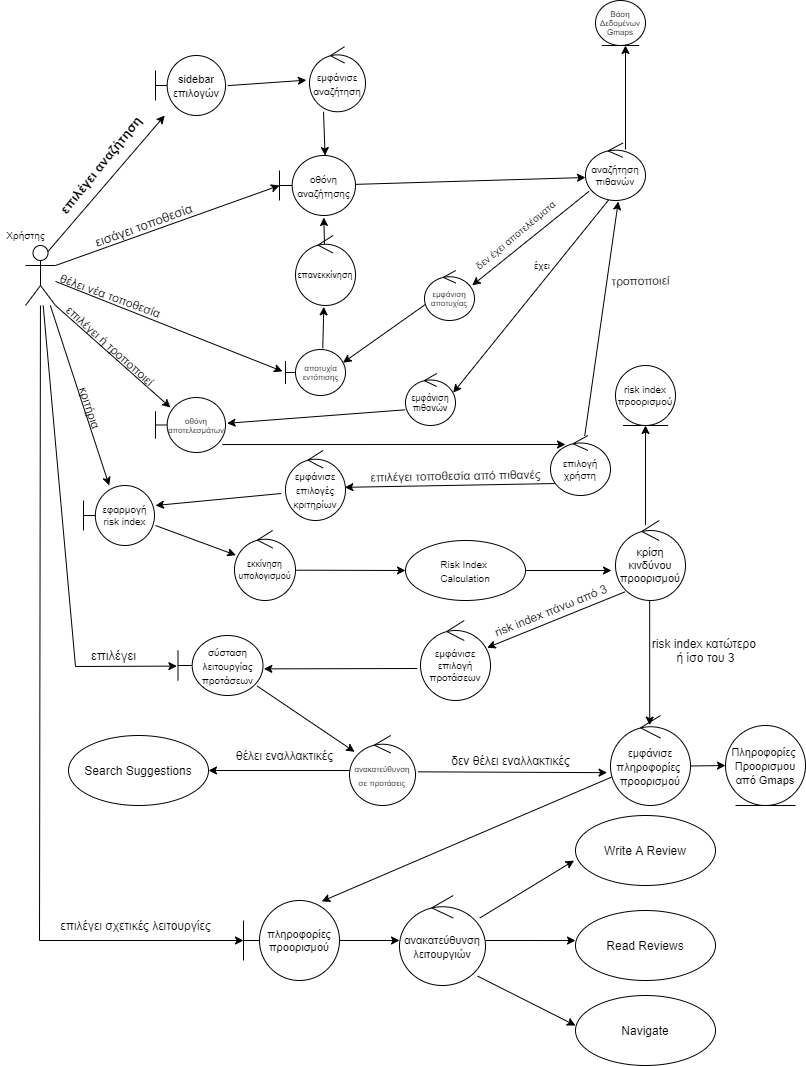 Βάση
Δεδομένων
Gmaps
sidebar
επιλογών
εμφάνισε
αναζήτηση
επιλέγει αναζήτηση
οθόνη
αναζήτησης
αναζήτηση
πιθανών
εισάγει τοποθεσία
Χρήστης
δεν έχει αποτελέσματα
έχει
επανεκκίνηση
θέλει νέα τοποθεσία
εμφάνιση
αποτυχίας
τροποποιεί
επιλέγει ή τροποποιεί
αποτυχία
εντόπισης
κριτήρια
εμφάνιση
πιθανών
risk index
προορισμού
οθόνη
αποτελεσμάτων
επιλογή
χρήστη
επιλέγει τοποθεσία από πιθανές
εμφάνισε
επιλογές
κριτηρίων
εφαρμογή
risk index
εκκίνηση
υπολογισμού
Risk Index
Calculation
κρίση
κινδύνου
προορισμού
risk index πάνω από 3
risk index κατώτερο
ή ίσο του 3
επιλέγει
σύσταση
λειτουργίας
προτάσεων
εμφάνισε
επιλογή
προτάσεων
θέλει εναλλακτικές
δεν θέλει εναλλακτικές
Search Suggestions
ανακατεύθυνση
σε προτάσεις
εμφάνισε
πληροφορίες
προορισμού
Πληροφορίες
Προορισμου
από Gmaps
Write A Review
επιλέγει σχετικές λειτουργίες
πληροφορίες
προορισμού
ανακατεύθυνση
λειτουργιών
Read Reviews
Navigate